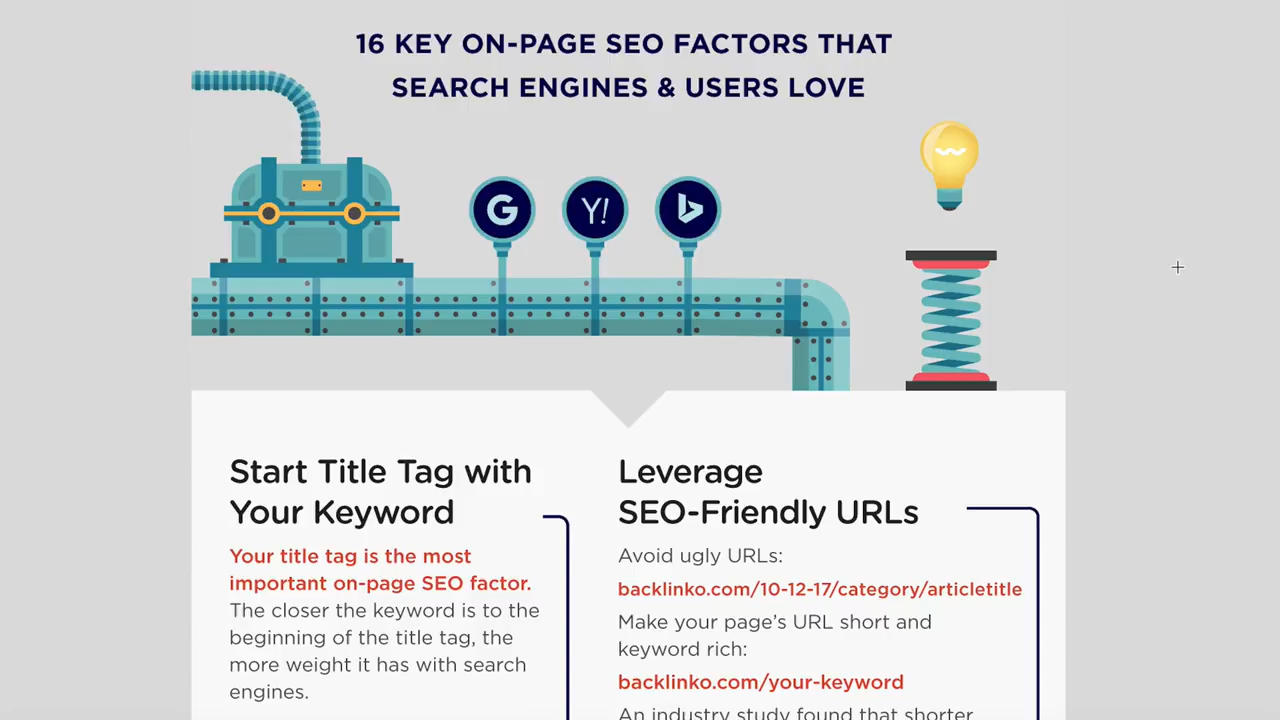 16 KEY ON-PAGE SEO FACTORS THAT
SEARCH ENGINES & USERS LOVE
G
Y!
Start Title Tag with
Your Keyword
Your title tag is the most
important on-page SEO factor.
The closer the keyword is to the
beginning of the title tag, the
more weight it has with search
engines.
Leverage
SEO-Friendly URLs
Avoid ugly URLs:
backlinko.com/10-12-17/category/articletitle
Make your page’s URL short and
keyword rich:
backlinko.com/your-keyword
An industry study found that shorter